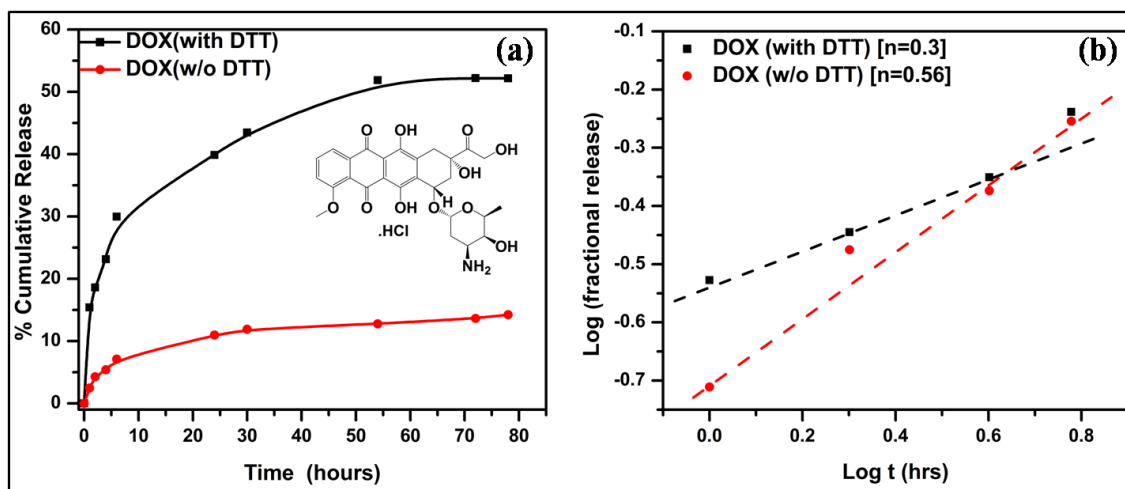 (a)
DOX(with DTT)
DOX(w/o DTT)
% Cumulative Release
60
50
40
30
20
10
0
0 10 20 30 40 50 60 70 80
Time (hours)
O OH O
OH
OH
O O OH H
O O
.HCl
OH
NH₂
(b)
DOX (with DTT) [n=0.3]
DOX (w/o DTT) [n=0.56]
Log (fractional release)
-0.1
-0.2
-0.3
-0.4
-0.5
-0.6
-0.7
0.0 0.2 0.4 0.6 0.8
Log t (hrs)